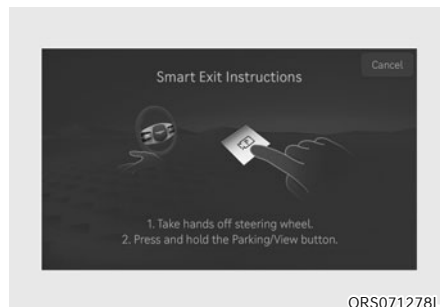 Cancel
Smart Exit Instructions
1. Take hands off steering wheel.
2. Press and hold the Parking/View button.
ORS071278L